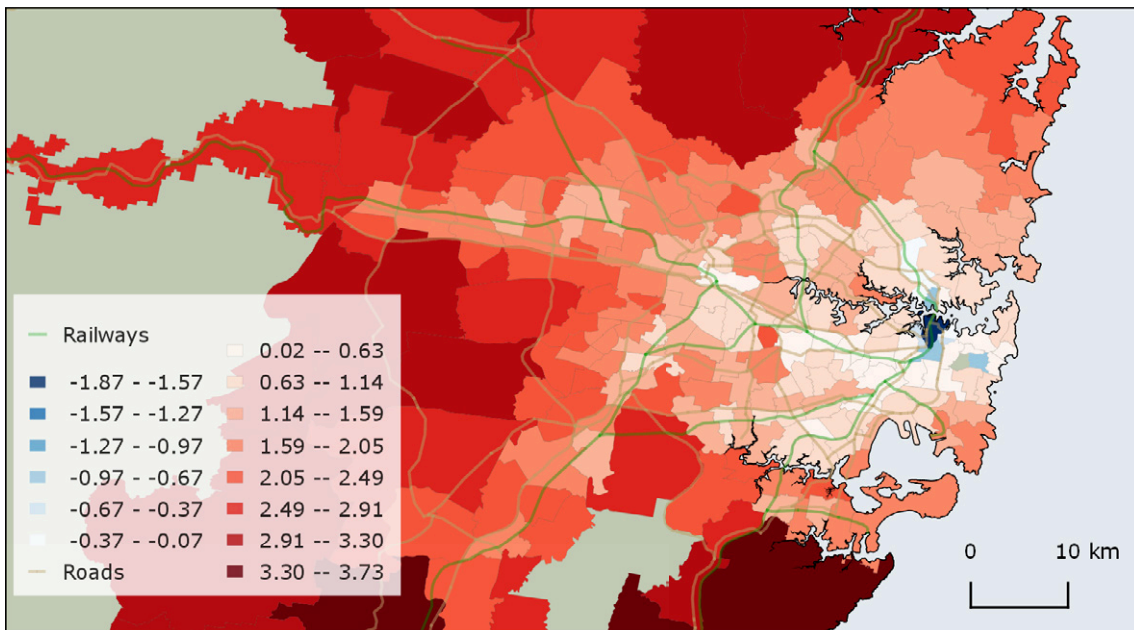 Railways
-1.87 - -1.57
-1.57 - -1.27
-1.27 - -0.97
-0.97 - -0.67
-0.67 - -0.37
-0.37 - -0.07
Roads
0.02 -- 0.63
0.63 -- 1.14
1.14 -- 1.59
1.59 -- 2.05
2.05 -- 2.49
2.49 -- 2.91
2.91 -- 3.30
3.30 -- 3.73
0 10 km